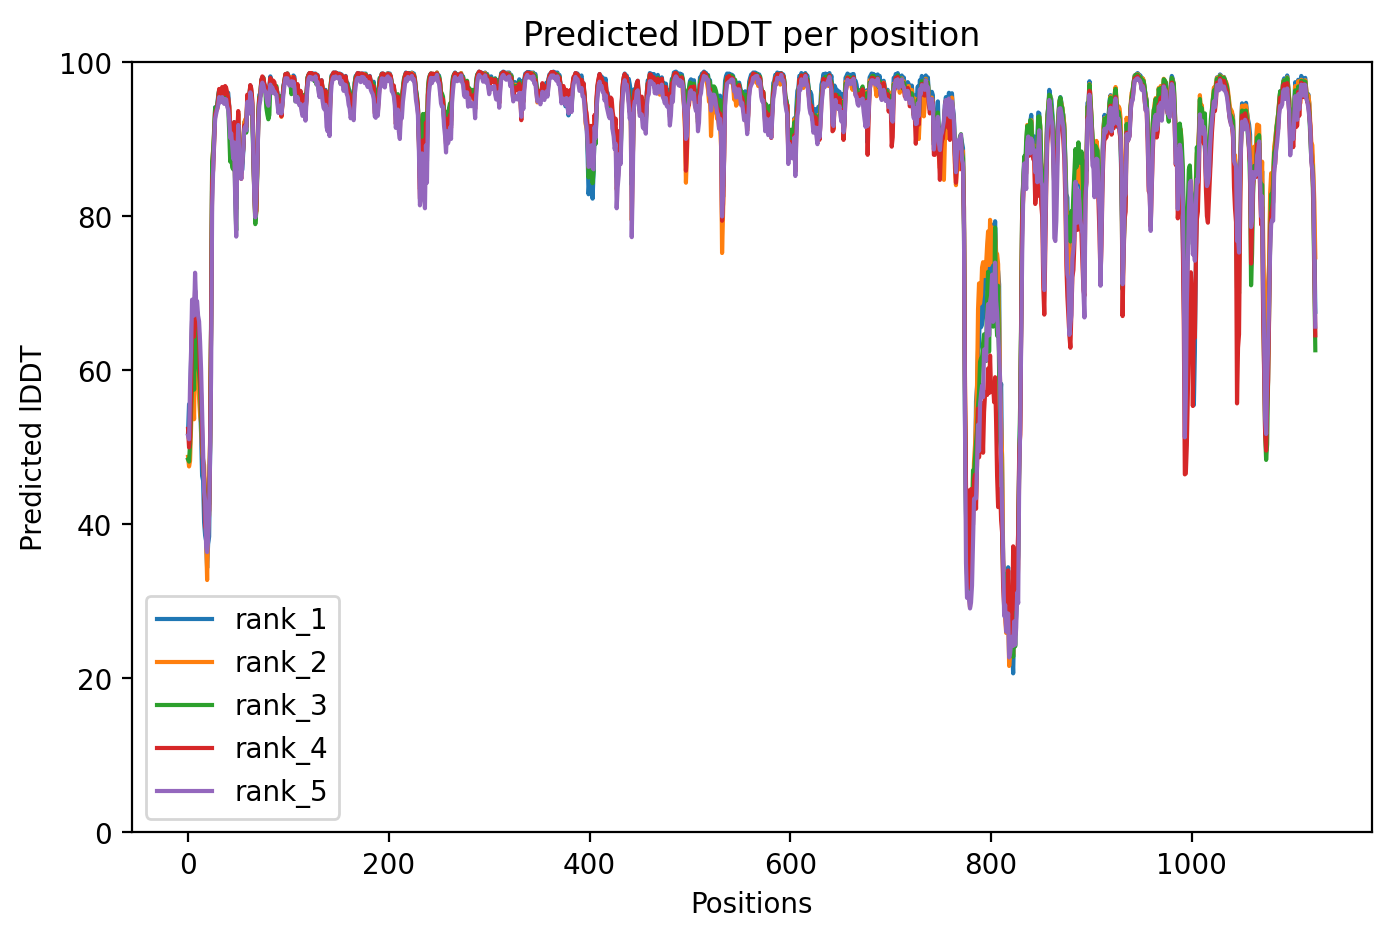 Predicted lDDT per position
100
80
60
40
20
0
Predicted lDDT
rank_1
rank_2
rank_3
rank_4
rank_5
0 200 400 600 800 1000
Positions